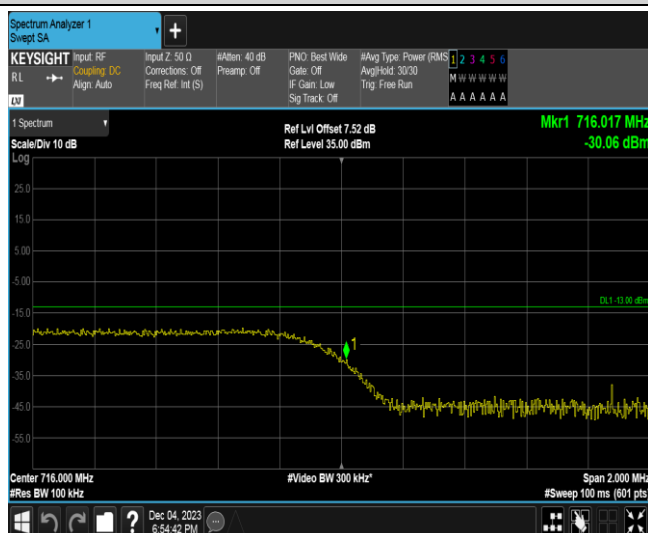 Spectrum Analyzer 1
Swept SA
+
KEYSIGHT
RL
LXI
Input: RF
Coupling: DC
Align: Auto
Input Z: 50 Ω
Corrections: Off
Freq Ref: Int (S)
#Atten: 40 dB
Preamp: Off
PNO: Best Wide
Gate: Off
IF Gain: Low
Sig Track: Off
#Avg Type: Power (RMS
Avg|Hold: 30/30
Trig: Free Run
1 2 3 4 5 6
M W W W W W
A A A A A A
1 Spectrum
Scale/Div 10 dB
Log
Ref Lvl Offset 7.52 dB
Ref Level 35.00 dBm
Mkr1 716.017 MHz
-30.06 dBm
25.0
15.0
5.00
-5.00
DL1 -13.00 dBm
-15.0
1
-25.0
-35.0
-45.0
-55.0
Center 716.000 MHz
#Res BW 100 kHz
#Video BW 300 kHz*
Span 2.000 MHz
#Sweep 100 ms (601 pts)
?
Dec 04, 2023
6:54:42 PM